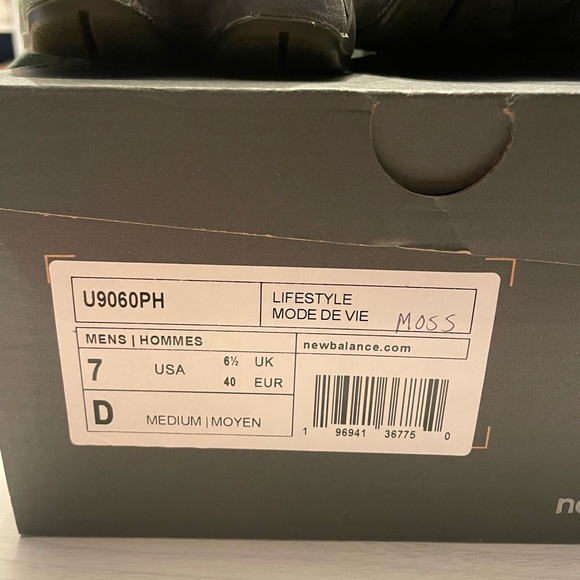 U9060PH
LIFESTYLE
MODE DE VIE MOSS
MENS | HOMMES
newbalance.com
7 USA 6½ UK
40 EUR
D MEDIUM | MOYEN
1 96941 36775 0